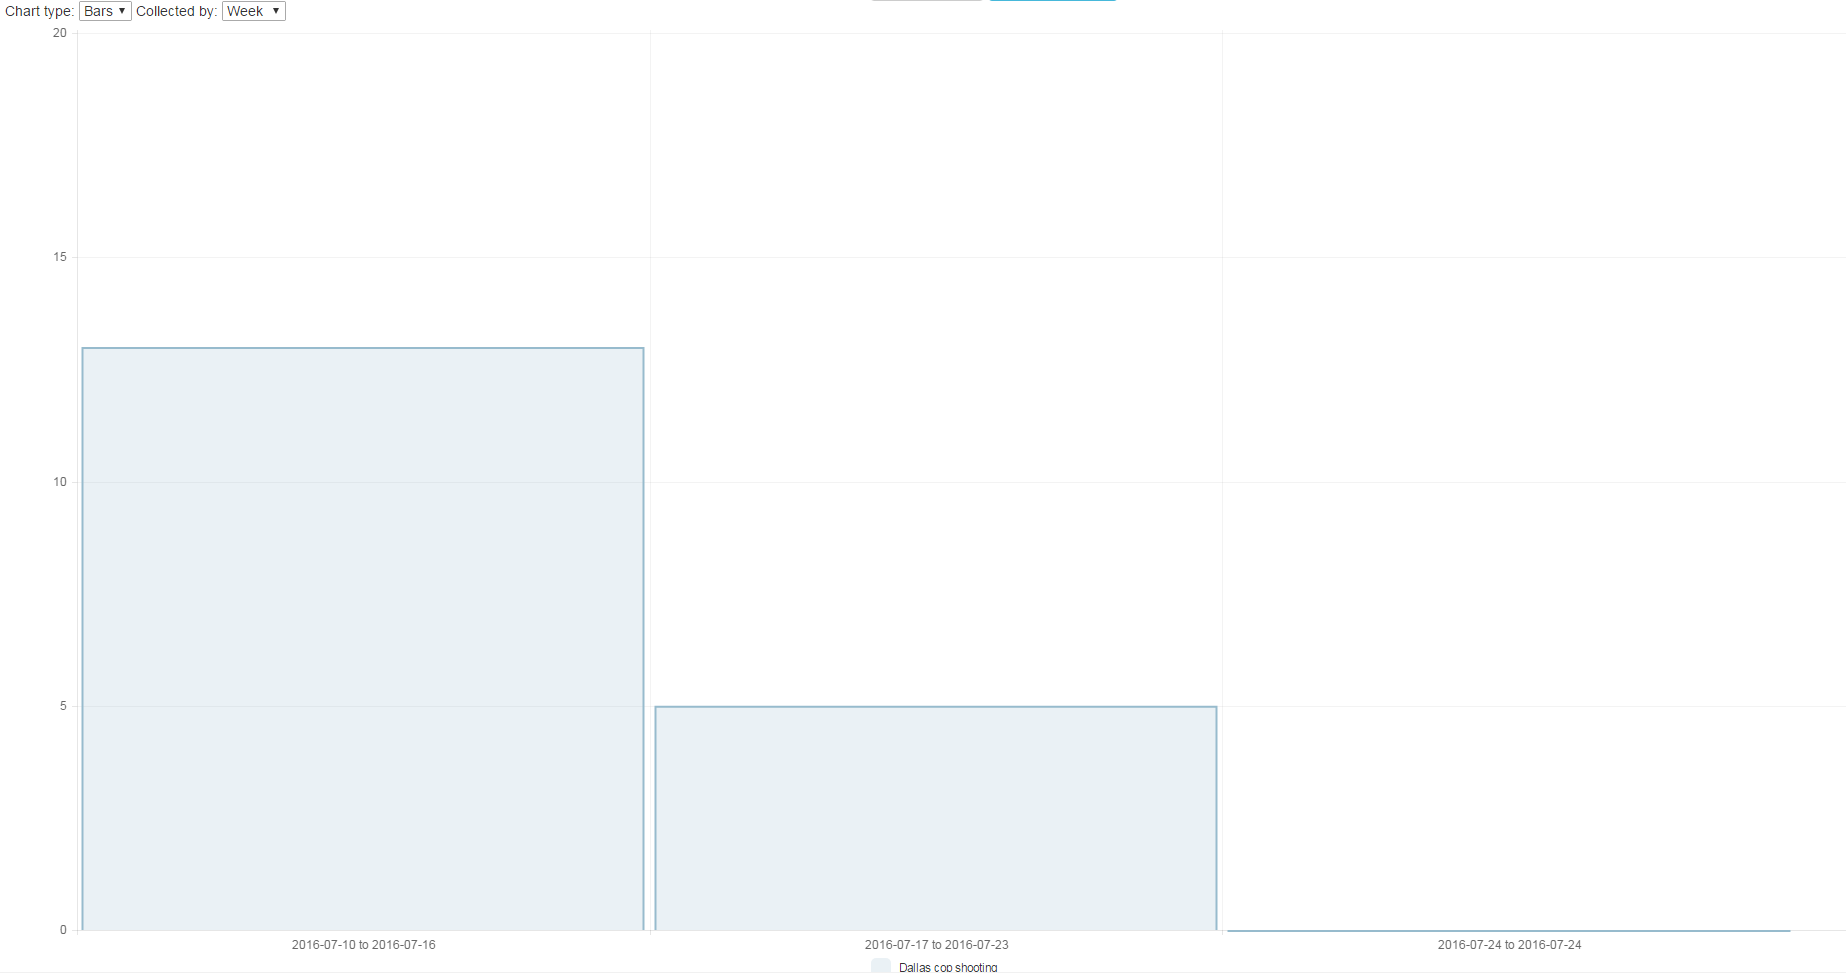 Chart type: Bars ▼ Collected by: Week ▼
20
15
10
5
0
2016-07-10 to 2016-07-16 2016-07-17 to 2016-07-23 2016-07-24 to 2016-07-24
Dallas cop shooting